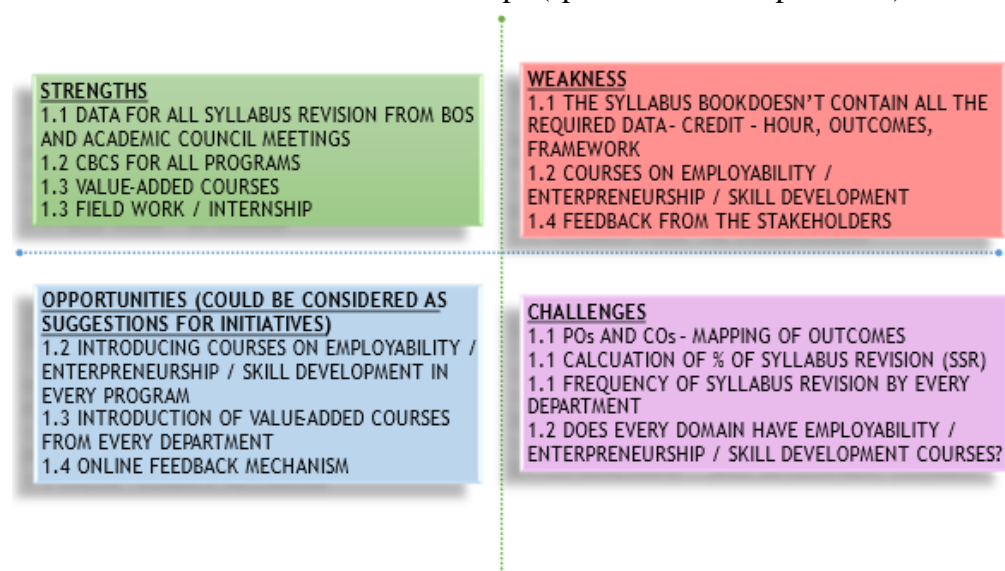 STRENGTHS
1.1 DATA FOR ALL SYLLABUS REVISION FROM BOS
AND ACADEMIC COUNCIL MEETINGS
1.2 CBCS FOR ALL PROGRAMS
1.3 VALUE-ADDED COURSES
1.3 FIELD WORK / INTERNSHIP
WEAKNESS
1.1 THE SYLLABUS BOOKDOESN'T CONTAIN ALL THE
REQUIRED DATA - CREDIT - HOUR, OUTCOMES,
FRAMEWORK
1.2 COURSES ON EMPLOYABILITY /
ENTERPRENEURSHIP / SKILL DEVELOPMENT
1.4 FEEDBACK FROM THE STAKEHOLDERS
OPPORTUNITIES (COULD BE CONSIDERED AS
SUGGESTIONS FOR INITIATIVES)
1.2 INTRODUCING COURSES ON EMPLOYABILITY /
ENTERPRENEURSHIP / SKILL DEVELOPMENT IN
EVERY PROGRAM
1.3 INTRODUCTION OF VALUE-ADDED COURSES
FROM EVERY DEPARTMENT
1.4 ONLINE FEEDBACK MECHANISM
CHALLENGES
1.1 POs AND COs - MAPPING OF OUTCOMES
1.1 CALCUATION OF % OF SYLLABUS REVISION (SSR)
1.1 FREQUENCY OF SYLLABUS REVISION BY EVERY
DEPARTMENT
1.2 DOES EVERY DOMAIN HAVE EMPLOYABILITY /
ENTERPRENEURSHIP / SKILL DEVELOPMENT COURSES?